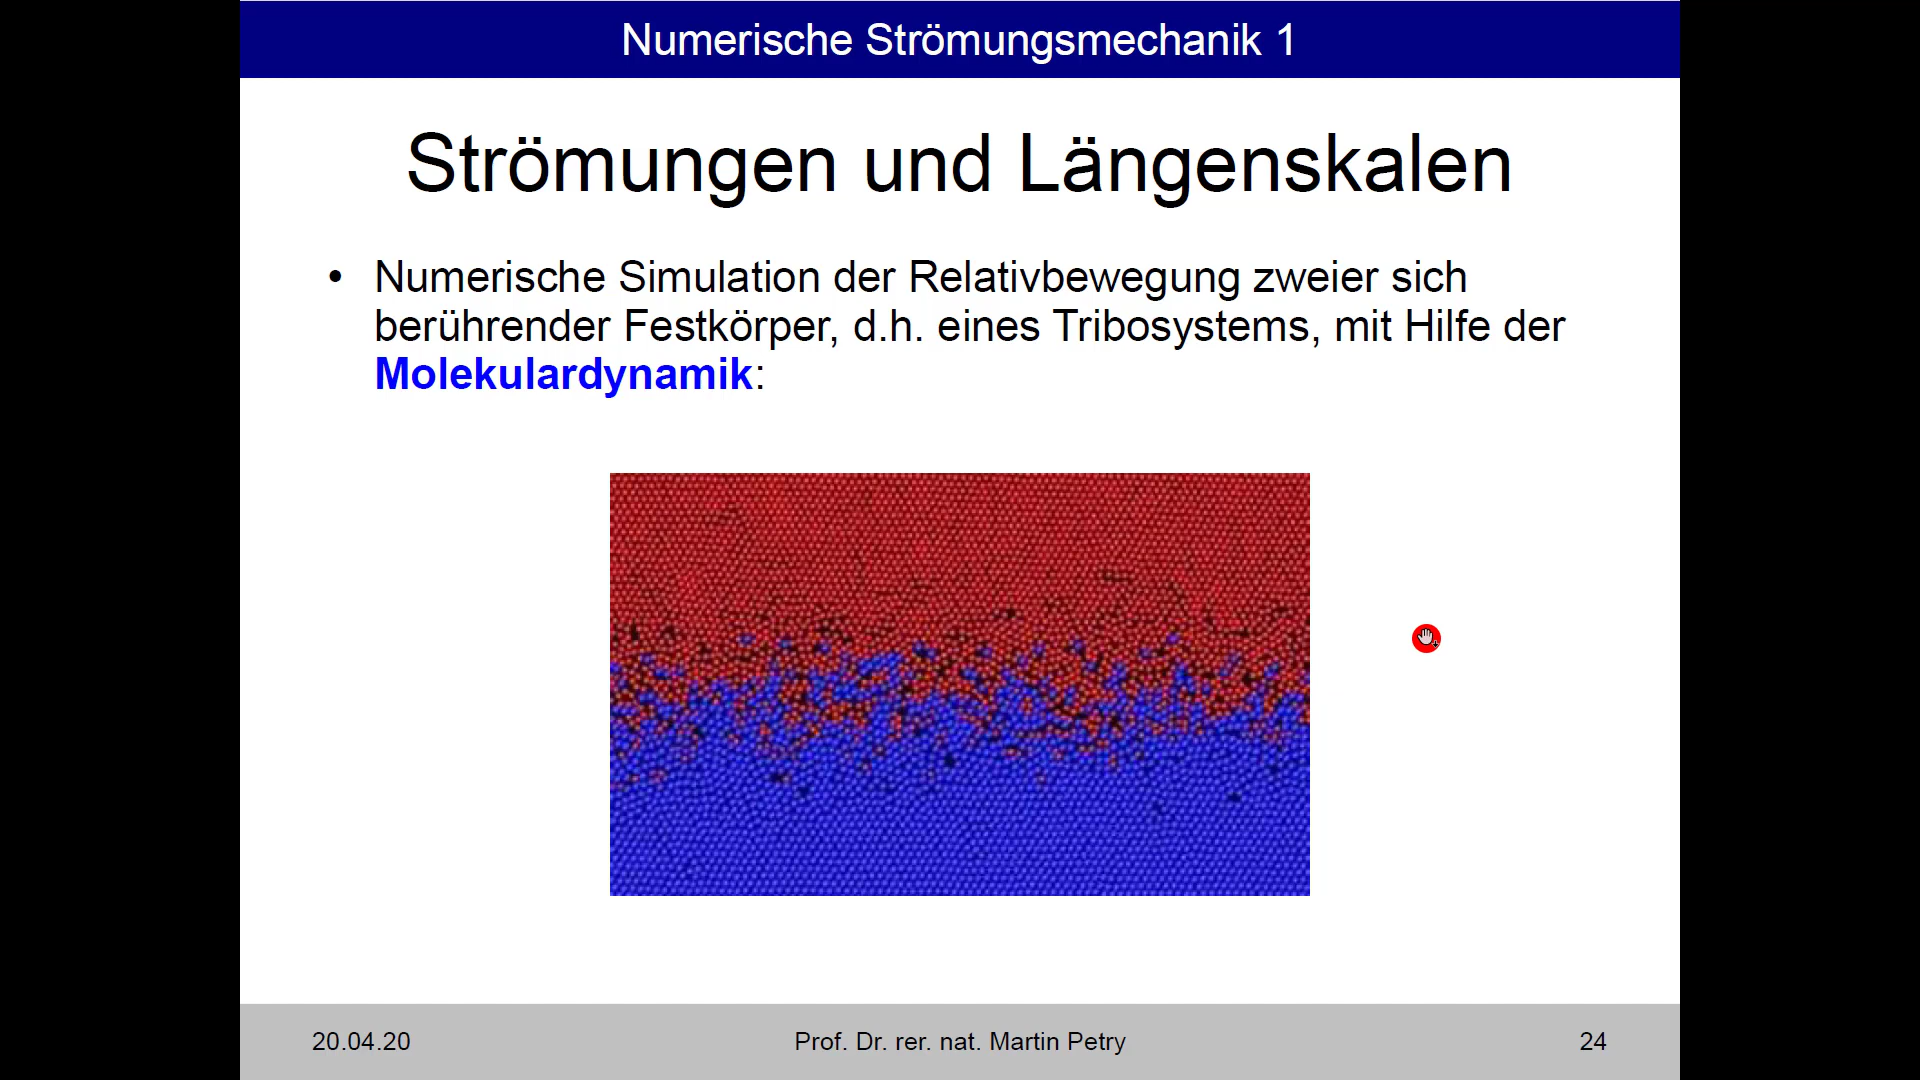 Numerische Strömungsmechanik 1
Strömungen und Längenskalen
• Numerische Simulation der Relativbewegung zweier sich
berührender Festkörper, d.h. eines Tribosystems, mit Hilfe der
Molekulardynamik:
20.04.20
Prof. Dr. rer. nat. Martin Petry
24